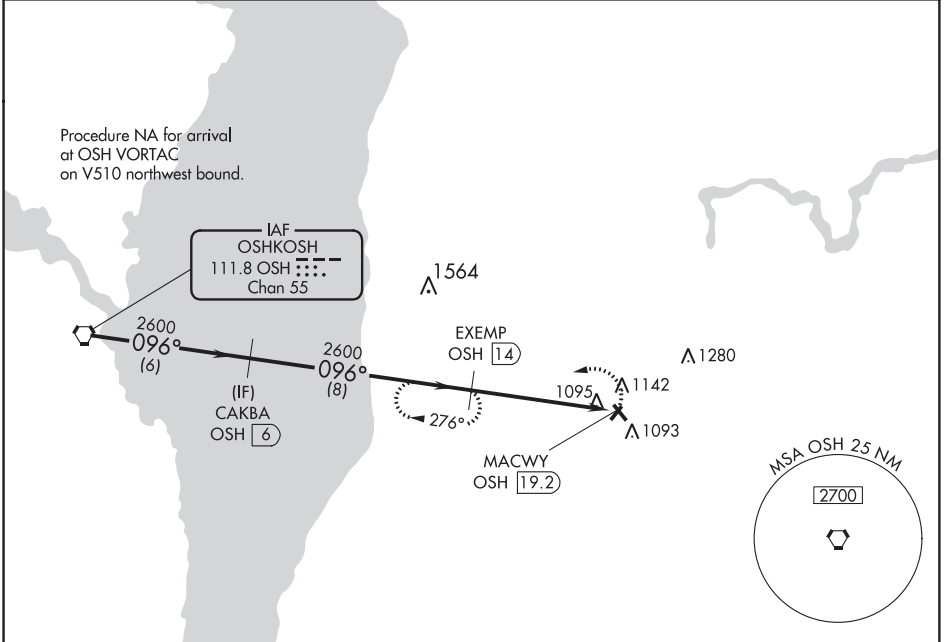 Procedure NA for arrival
at OSH VORTAC
on V510 northwest bound.
IAF
OSHKOSH
111.8 OSH
Chan 55
1564
2600
096°
(6)
(IF)
CAKBA
OSH 6
2600
096°
(8)
EXEMP
OSH 14
276°
1280
1095
1142
1093
MACWY
OSH 19.2
MSA OSH 25 NM
2700